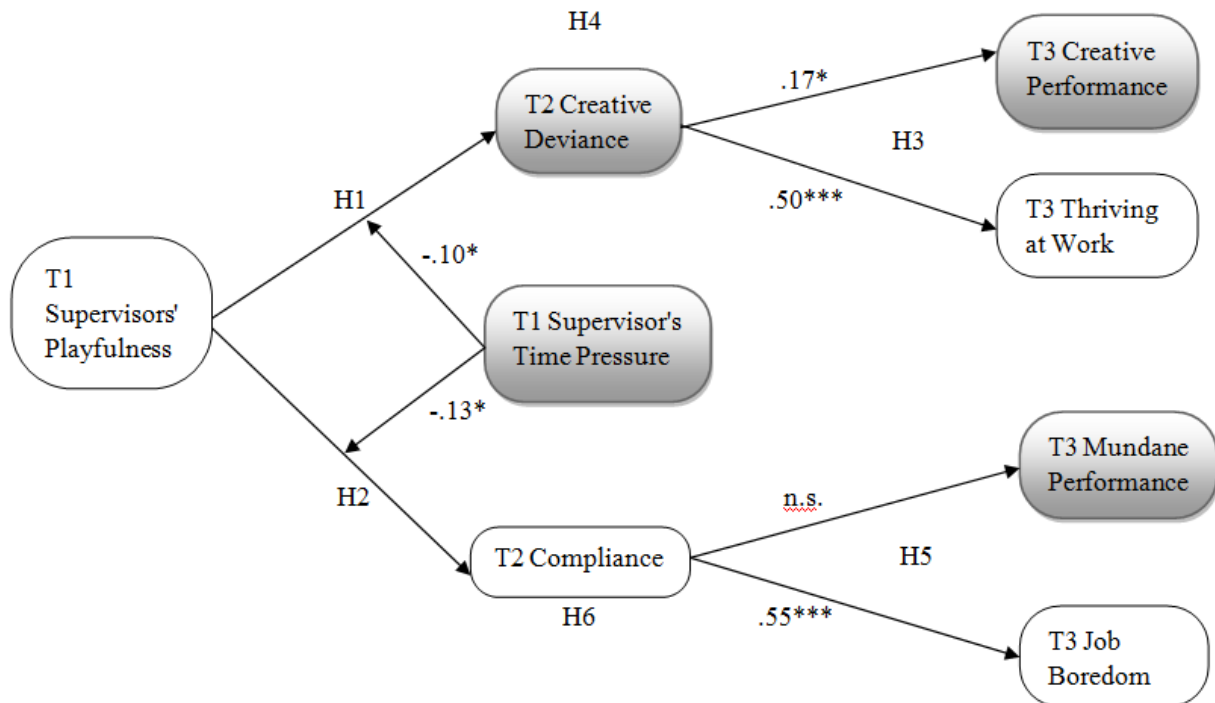 H4
T3 Creative
Performance
.17*
T2 Creative
Deviance
H3
H1
.50***
T3 Thriving
at Work
-.10*
T1
Supervisors'
Playfulness
T1 Supervisor's
Time Pressure
-.13*
T3 Mundane
Performance
H2
n.s.
T2 Compliance
H5
H6
.55***
T3 Job
Boredom